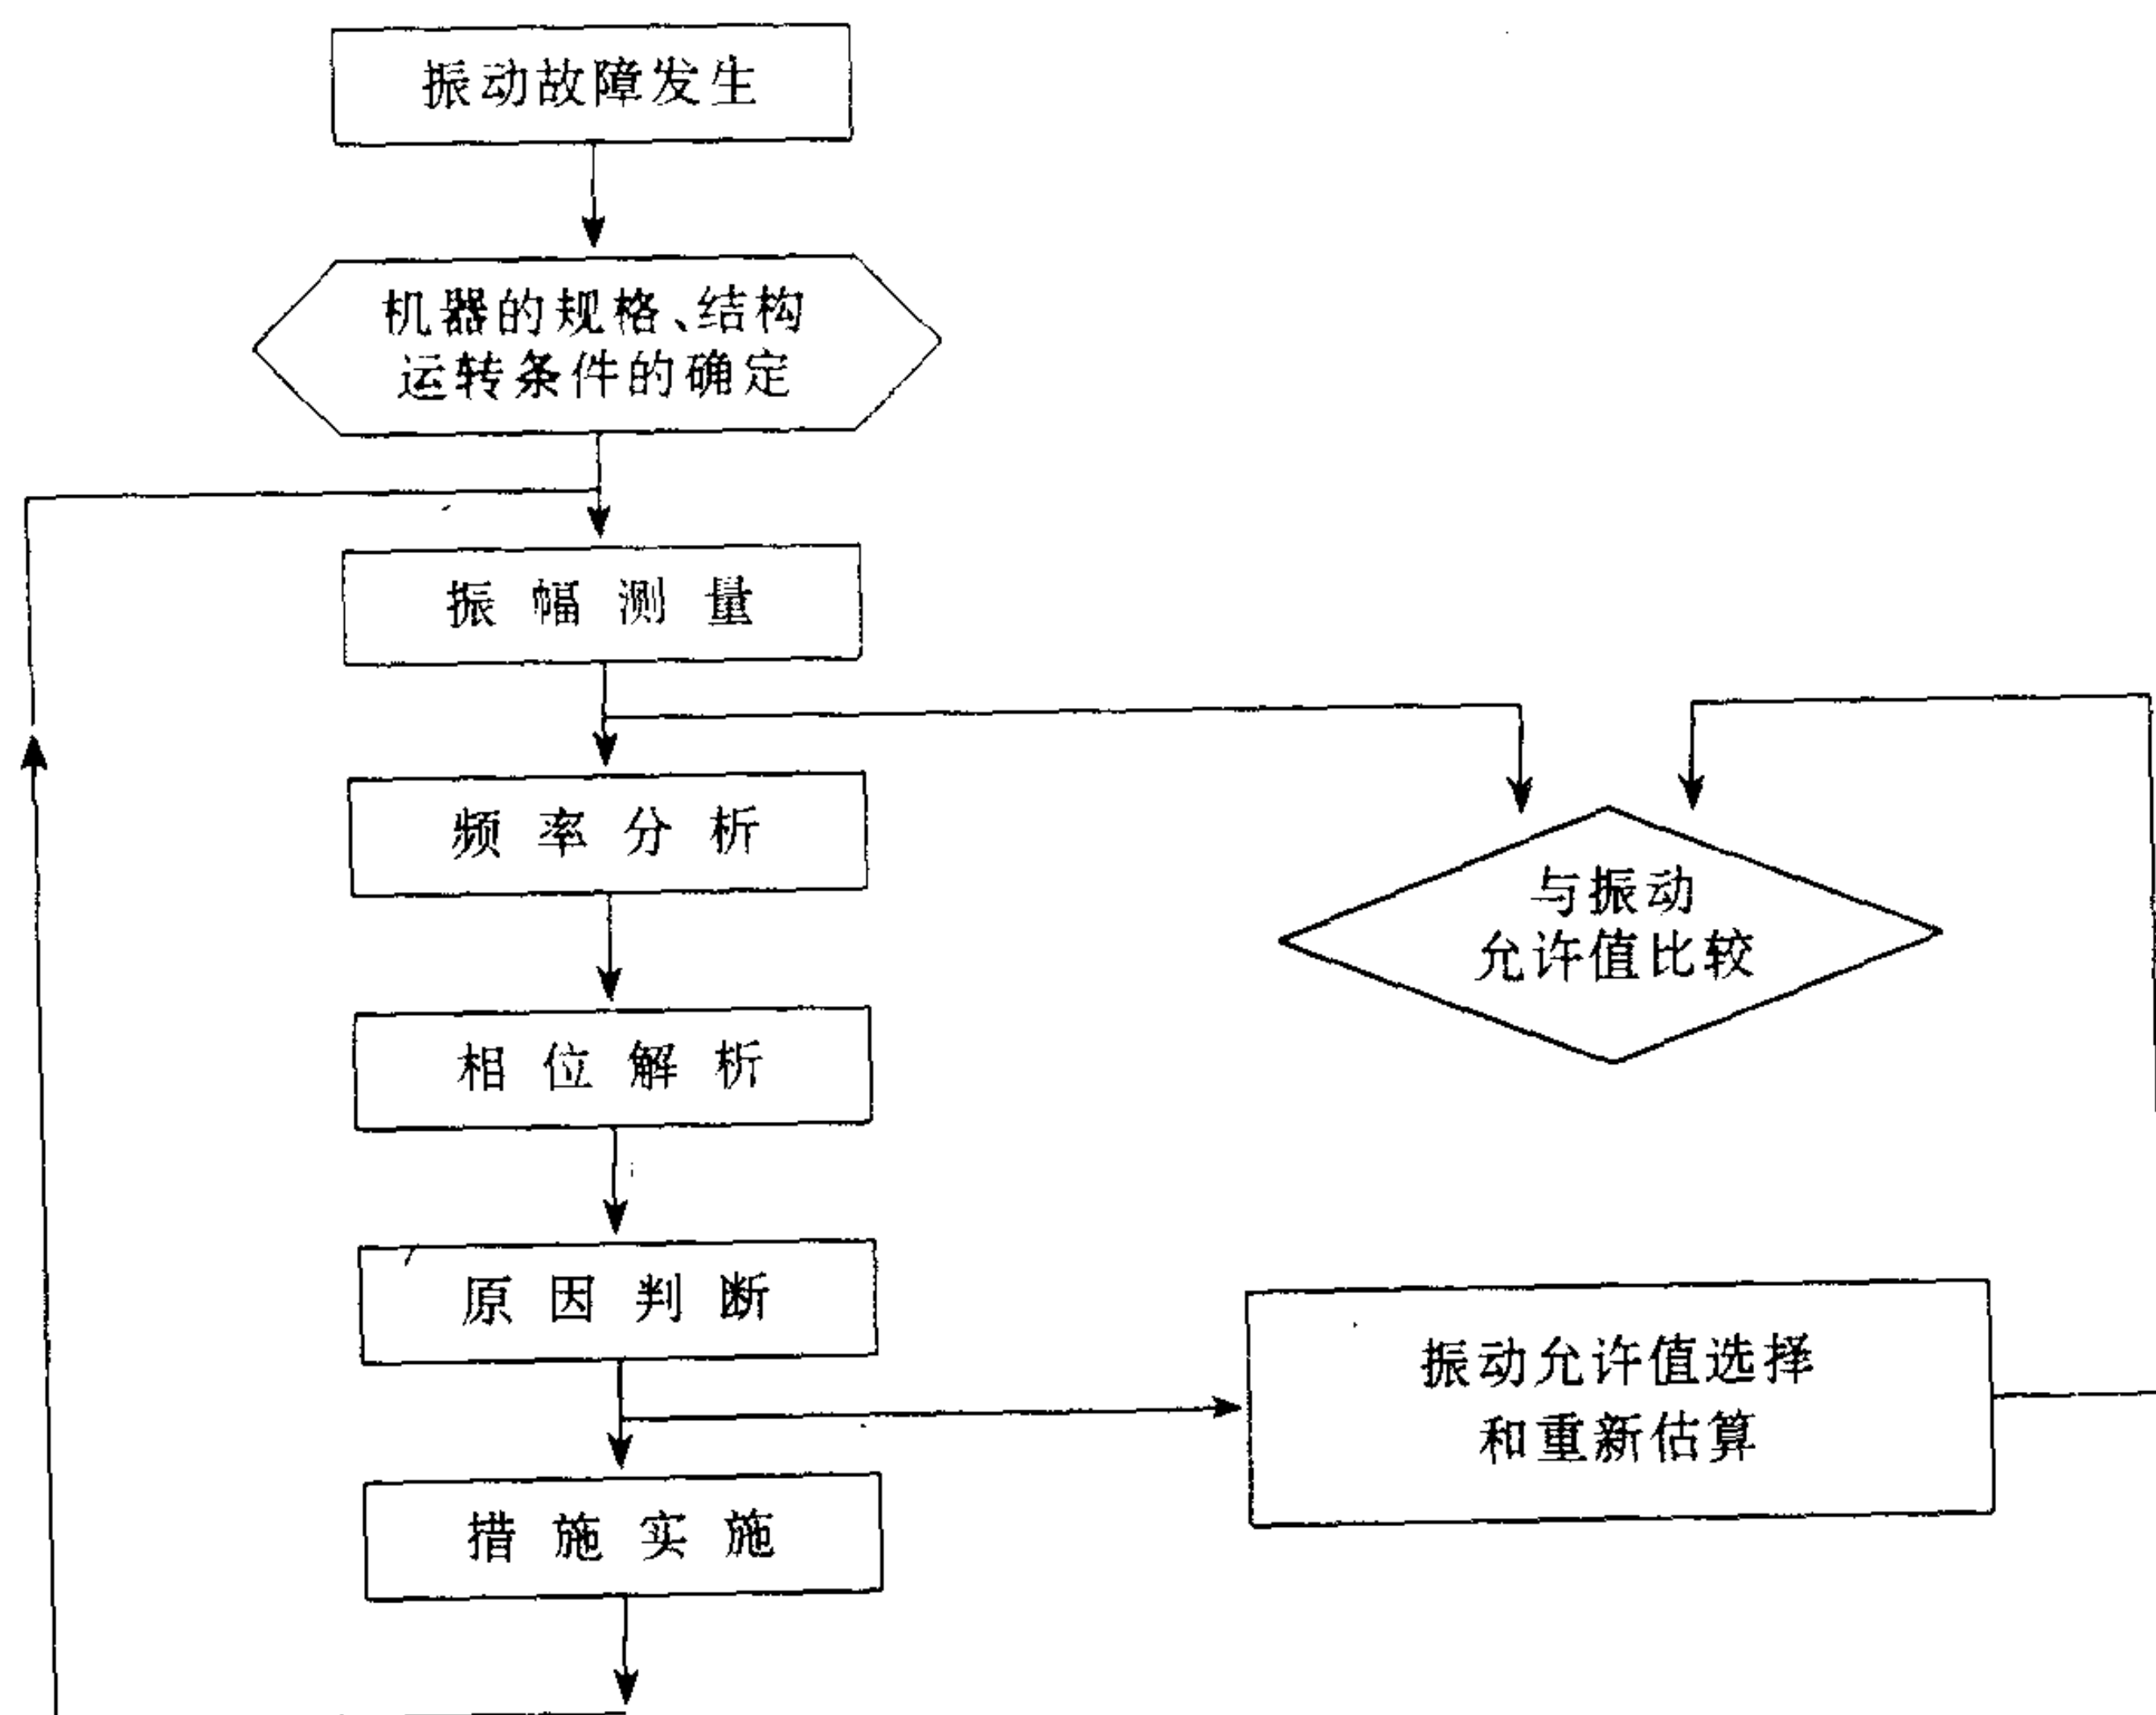 振动故障发生
机器的规格、结构
运转条件的确定
振幅测量
频率分析
与振动
允许值比较
相位解析
原因判断
振动允许值选择
和重新估算
措施实施